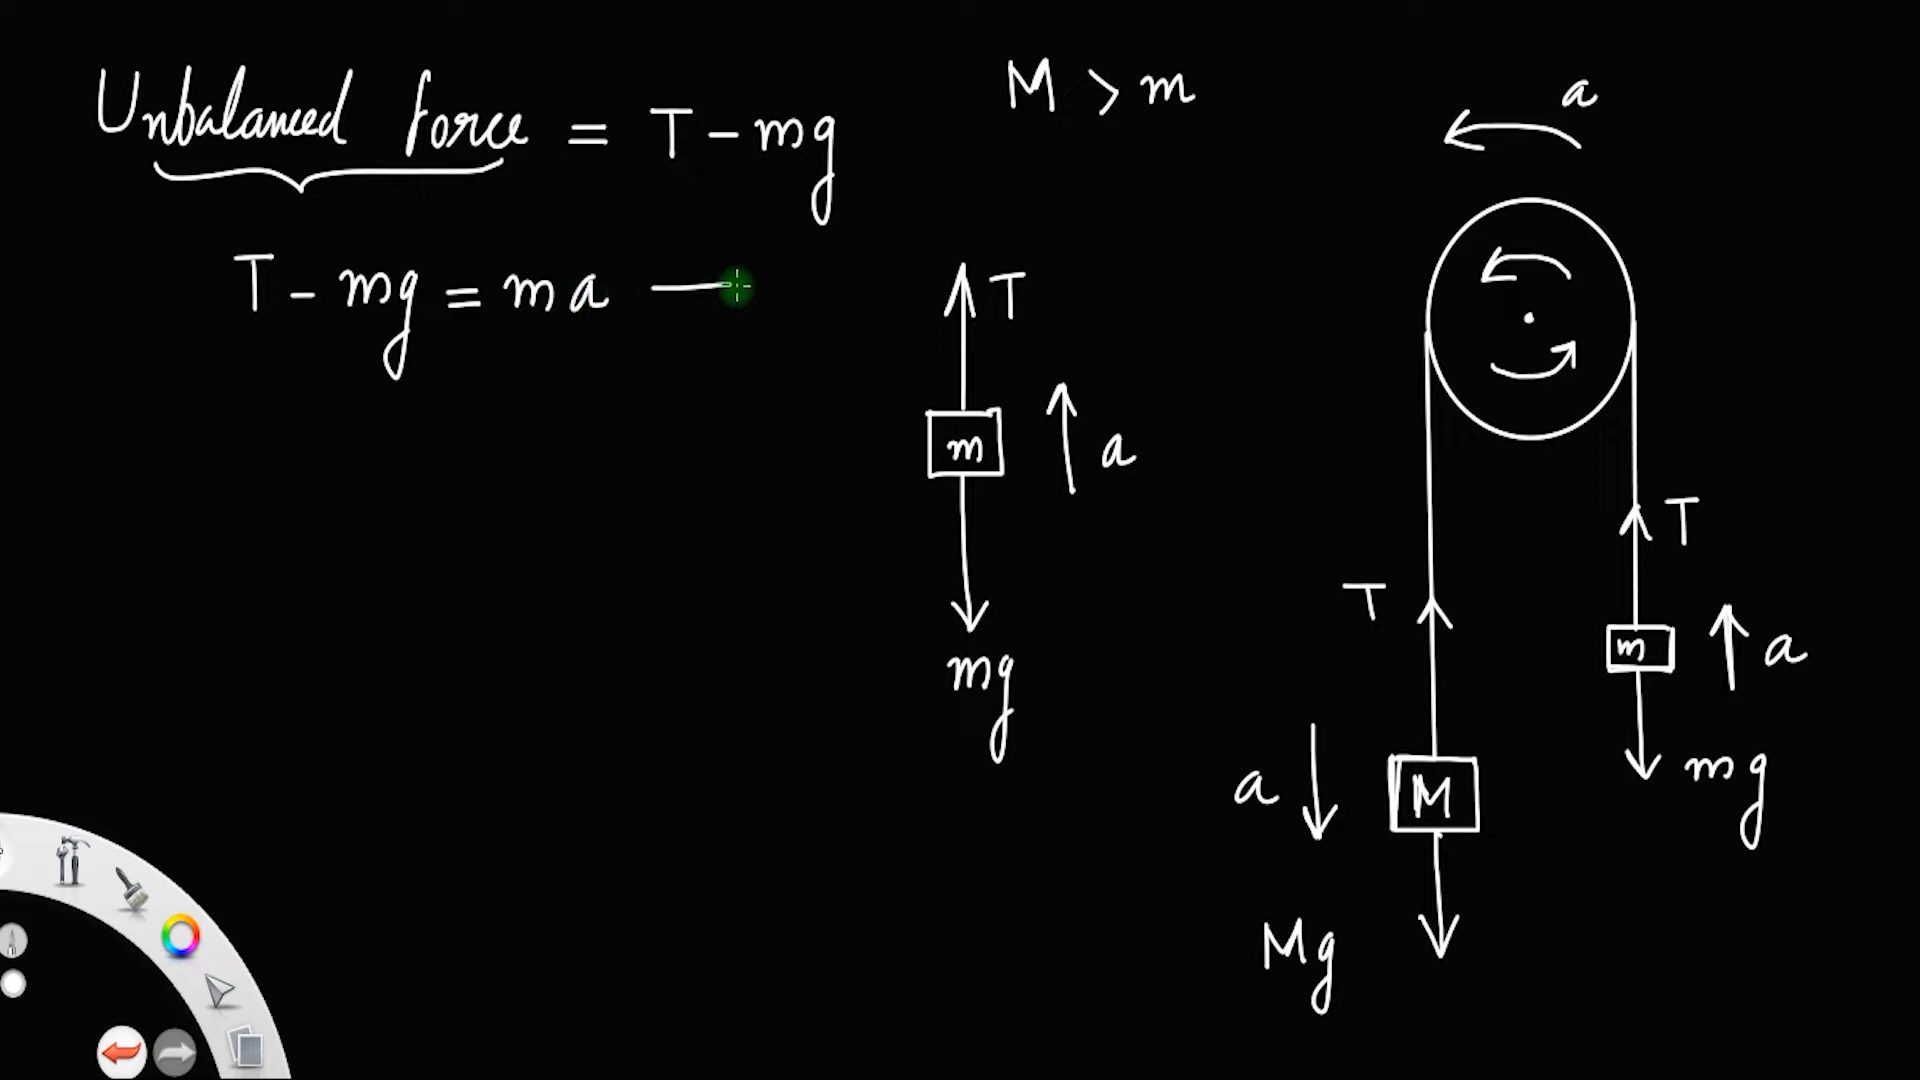 Unbalanced force = T - mg
M > m
a
T - mg = ma —
T
m
a
mg
T
T
m
a
mg
a
M
Mg